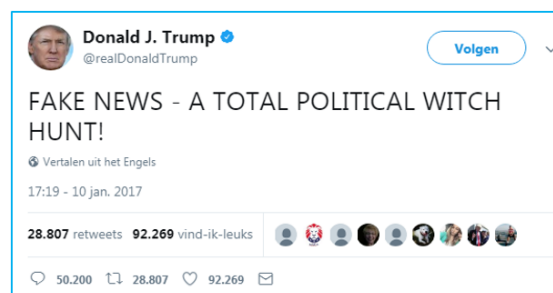 Donald J. Trump
@realDonaldTrump
Volgen
FAKE NEWS - A TOTAL POLITICAL WITCH
HUNT!
Vertalen uit het Engels
17:19 - 10 jan. 2017
28.807 retweets 92.269 vind-ik-leuks
50.200 28.807 92.269